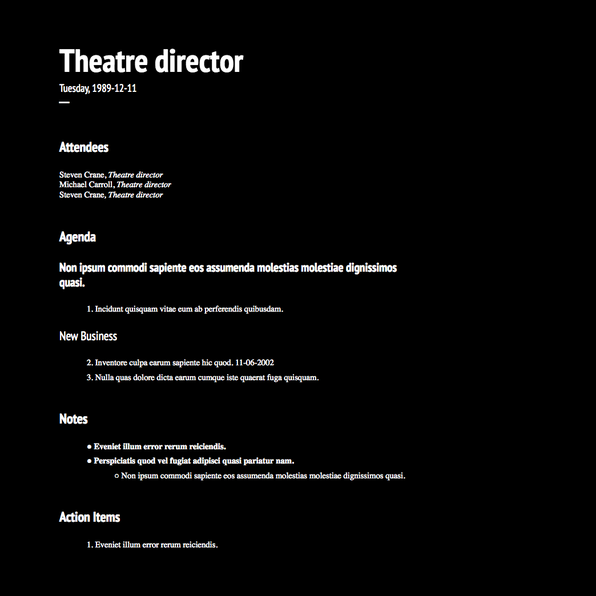 Theatre director
Tuesday, 1989-12-11
Attendees
Steven Crane, Theatre director
Michael Carroll, Theatre director
Steven Crane, Theatre director
Agenda
Non ipsum commodi sapiente eos assumenda molestias molestiae dignissimos
quasi.
1. Incidunt quisquam vitae eum ab perferendis quibusdam.
New Business
2. Inventore culpa earum sapiente hic quod. 11-06-2002
3. Nulla quas dolore dicta earum cumque iste quaerat fuga quisquam.
Notes
● Eveniet illum error rerum reiciendis.
● Perspiciatis quod vel fugiat adipisci quasi pariatur nam.
○ Non ipsum commodi sapiente eos assumenda molestias molestiae dignissimos quasi.
Action Items
1. Eveniet illum error rerum reiciendis.